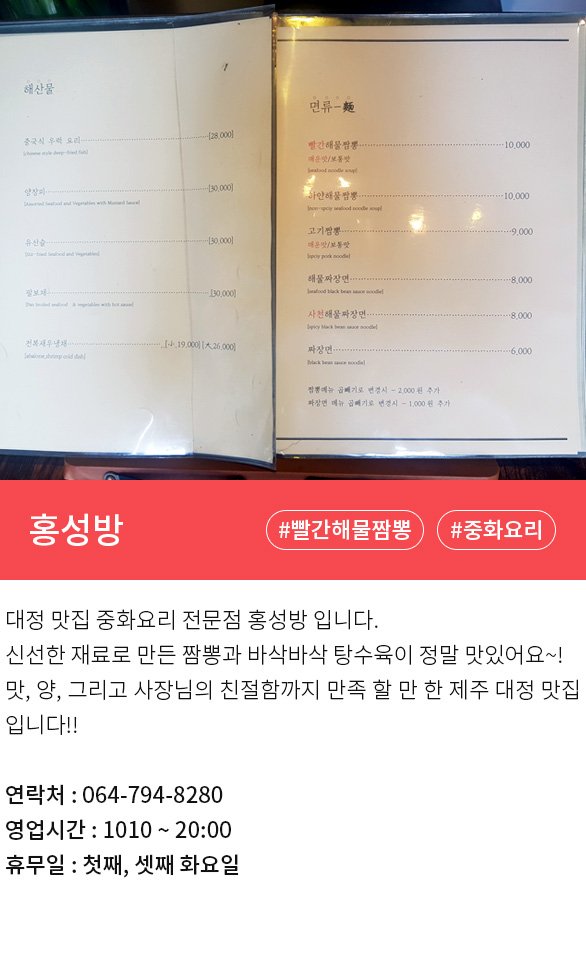 해산물
중국식 우럭 요리 [28,000]
[chinese style deep-fried fish]
양장피 [30,000]
[assorted Seafood and Vegetables with Mustard Sauce]
유산슬 [30,000]
[Stir-fried Seafood and Vegetables]
팔보채 [30,000]
[Pan broiled seafood & vegetables with hot sauce]
전복새우냉채 [小_19,000] [大_26,000]
[abalone,shrimp cold dish]
면류-麵
빨간해물짬뽕 10,000
매운맛/보통맛
[seafood noodle soup]
하얀해물짬뽕 10,000
[non-spicy seafood noodle soup]
고기짬뽕 9,000
매운맛/보통맛
[spicy pork noodle]
해물짜장면 8,000
[seafood black bean sauce noodle]
사천해물짜장면 8,000
[spicy black bean sauce noodle]
짜장면 6,000
[black bean sauce noodle]
짬뽕메뉴 곱빼기로 변경시 - 2,000 원 추가
짜장면 메뉴 곱빼기로 변경시 - 1,000 원 추가
홍성방 #빨간해물짬뽕 #중화요리
대정 맛집 중화요리 전문점 홍성방 입니다.
신선한 재료로 만든 짬뽕과 바삭바삭 탕수육이 정말 맛있어요~!
맛, 양, 그리고 사장님의 친절함까지 만족 할 만 한 제주 대정 맛집
입니다!!
연락처 : 064-794-8280
영업시간 : 1010 ~ 20:00
휴무일 : 첫째, 셋째 화요일